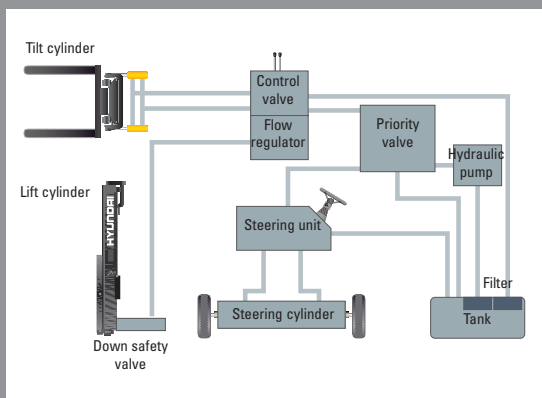 Tilt cylinder
Control
valve
Flow
regulator
Priority
valve
Hydraulic
pump
Lift cylinder
HYUNDAI
Steering unit
Filter
Steering cylinder
Tank
Down safety
valve